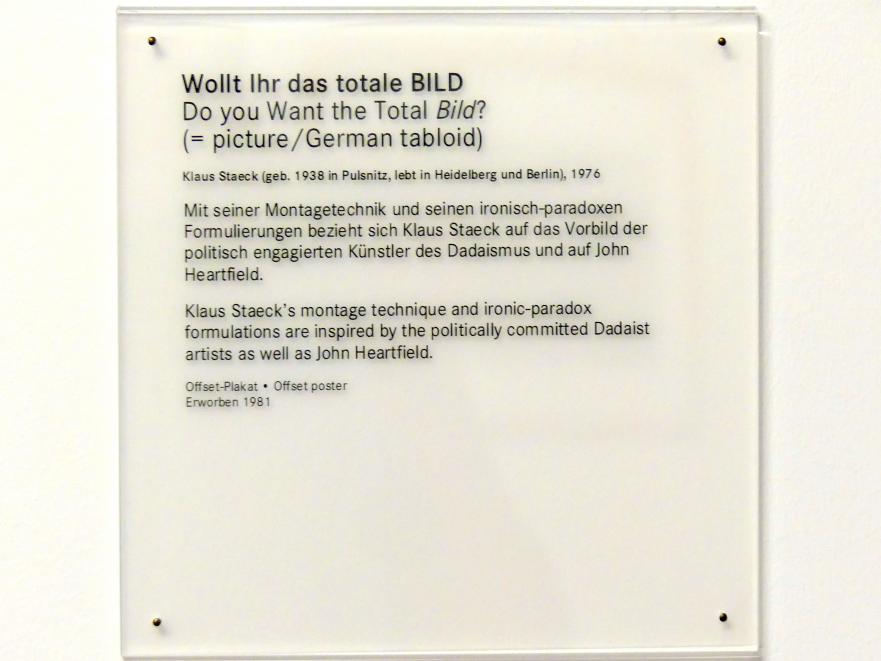 Wollt Ihr das totale BILD
Do you Want the Total Bild?
(= picture/German tabloid)
Klaus Staeck (geb. 1938 in Pulsnitz, lebt in Heidelberg und Berlin), 1976
Mit seiner Montagetechnik und seinen ironisch-paradoxen
Formulierungen bezieht sich Klaus Staeck auf das Vorbild der
politisch engagierten Künstler des Dadaismus und auf John
Heartfield.
Klaus Staeck's montage technique and ironic-paradox
formulations are inspired by the politically committed Dadaist
artists as well as John Heartfield.
Offset-Plakat • Offset poster
Erworben 1981